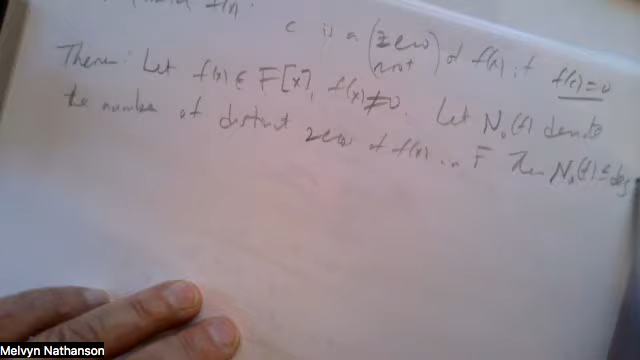 c is a (zero root) of f(x) if f(c)=0
Theorem: Let f(x) ∈ F[x], f(x)≠0. Let N₀(f) denote
the number of distinct zeros of f(x) in F. Then N₀(f) ≤ deg
Melvyn Nathanson